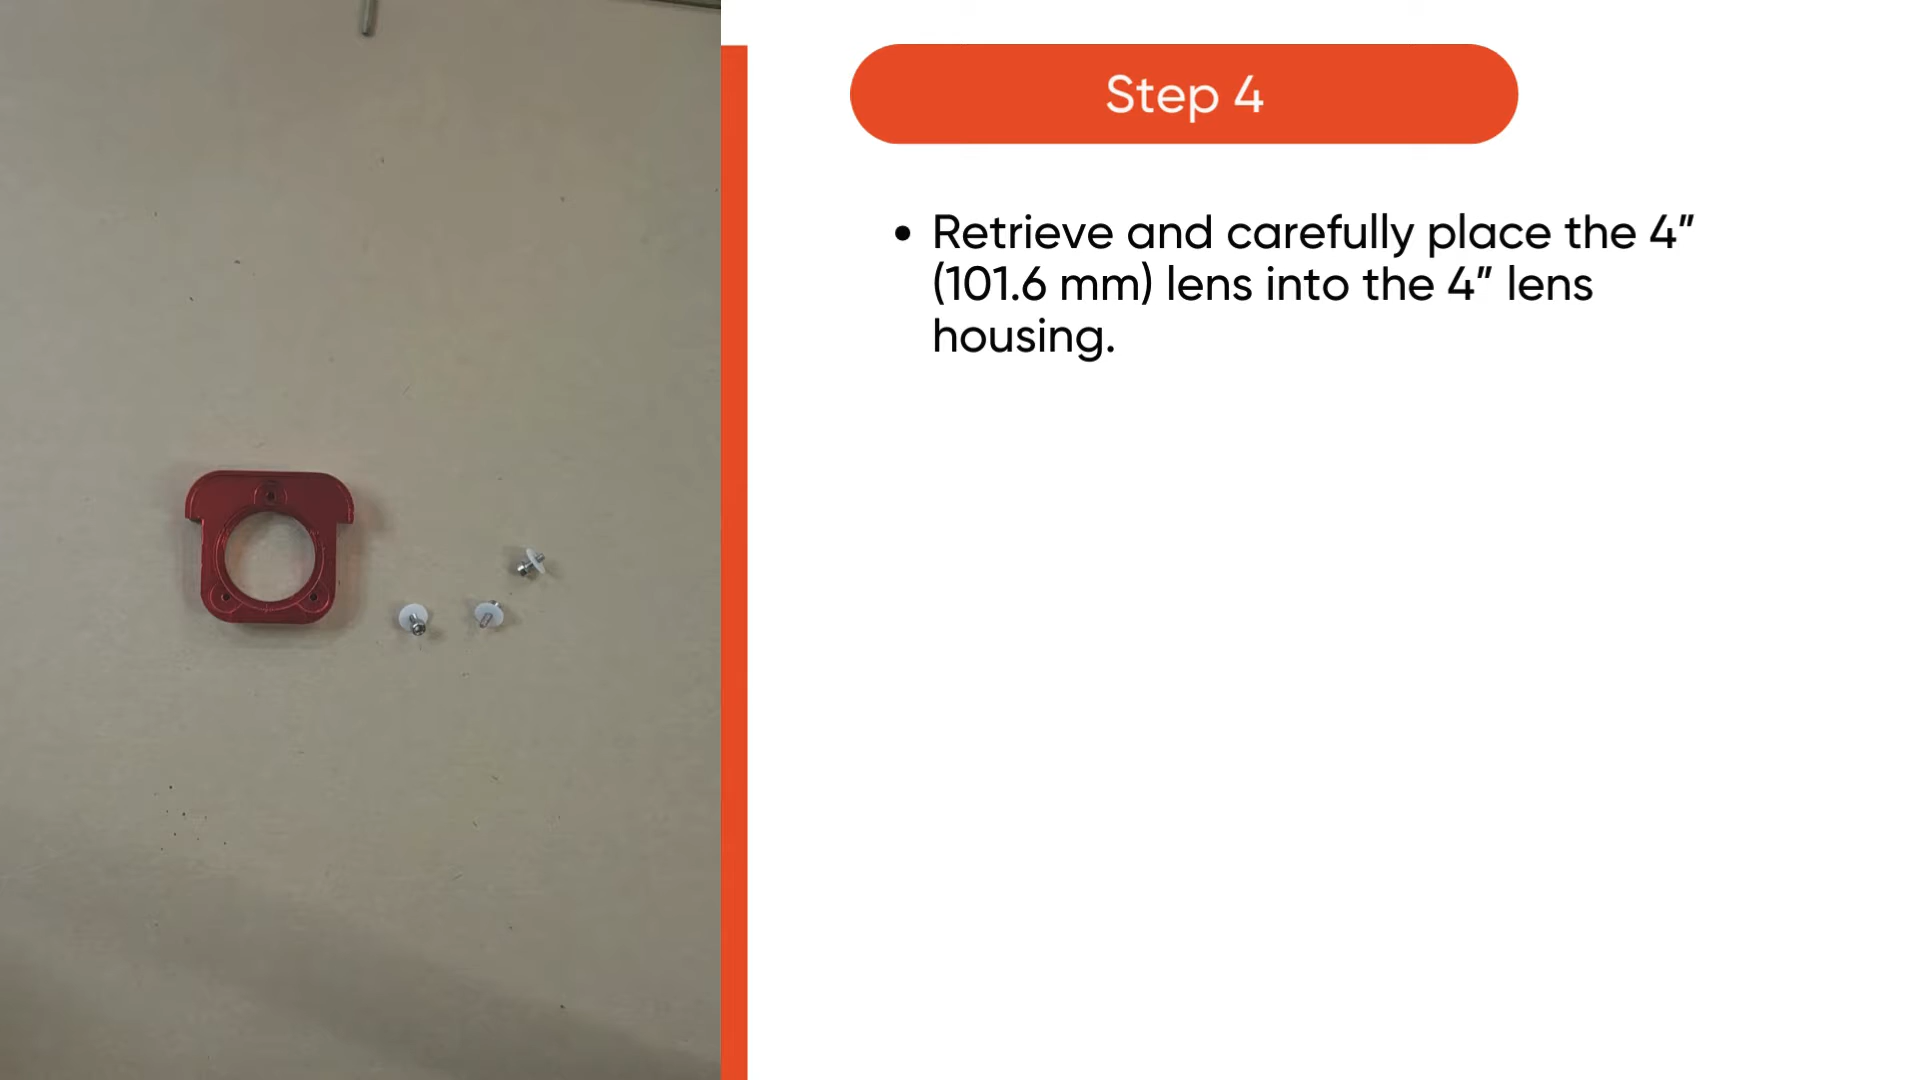 Step 4
• Retrieve and carefully place the 4”
(101.6 mm) lens into the 4” lens
housing.